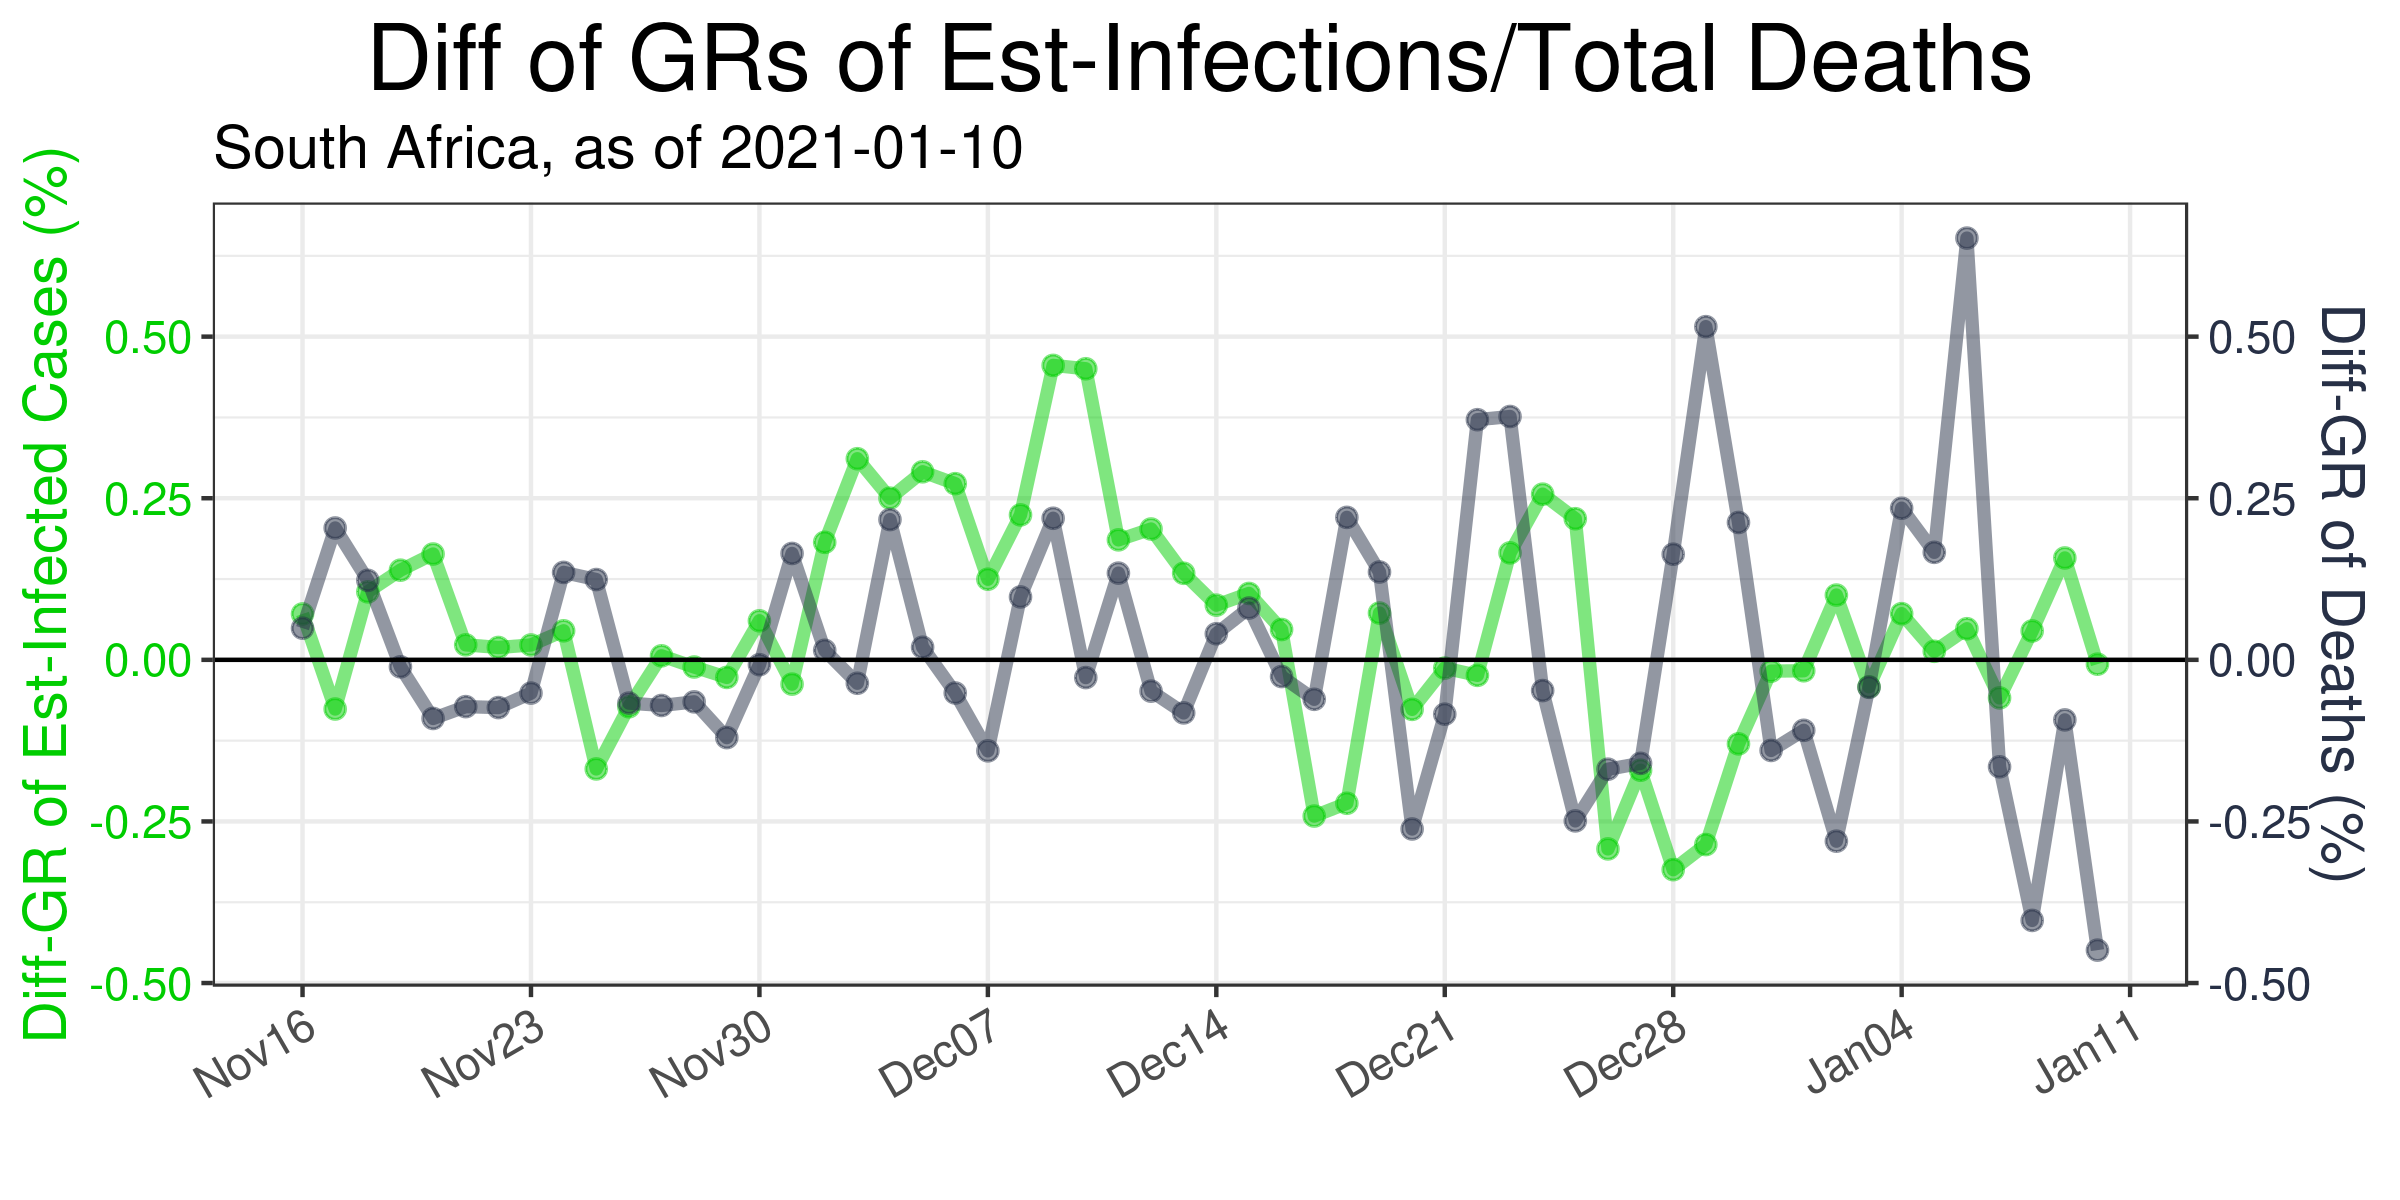 Diff of GRs of Est-Infections/Total Deaths
South Africa, as of 2021-01-10
Diff-GR of Est-Infected Cases (%)
0.50
0.25
0.00
-0.25
-0.50
0.50
0.25
0.00
-0.25
-0.50
Diff-GR of Deaths (%)
Nov16
Nov23
Nov30
Dec07
Dec14
Dec21
Dec28
Jan04
Jan11